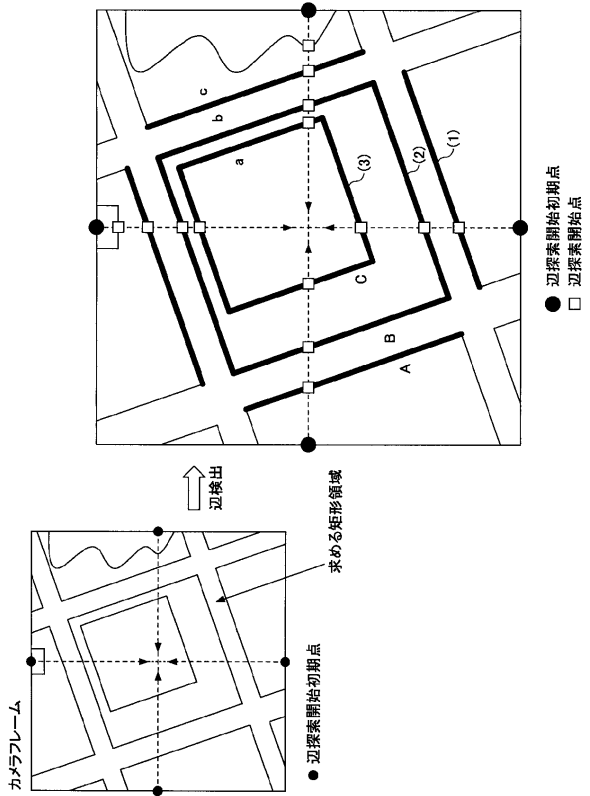 カメラフレーム
求める矩形領域
● 辺探索開始初期点
辺検出
a
b
c
A
B
C
(1)
(2)
(3)
● 辺探索開始初期点
□ 辺探索開始点